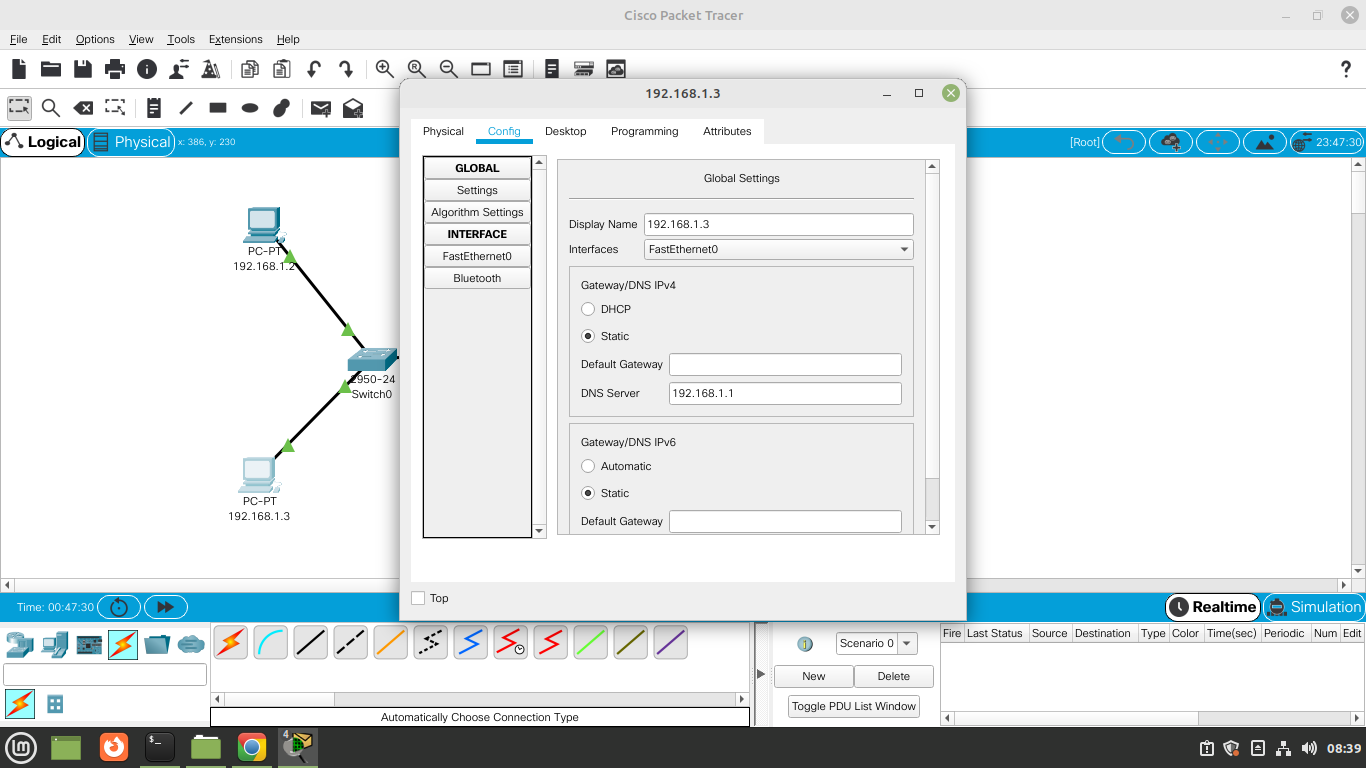 Cisco Packet Tracer
File Edit Options View Tools Extensions Help
?
192.168.1.3
Physical Config Desktop Programming Attributes
Logical Physical x: 386, y: 230
[Root] 23:47:30
GLOBAL
Settings
Algorithm Settings
INTERFACE
FastEthernet0
Bluetooth
Global Settings
Display Name 192.168.1.3
Interfaces FastEthernet0
Gateway/DNS IPv4
DHCP
Static
Default Gateway
DNS Server 192.168.1.1
Gateway/DNS IPv6
Automatic
Static
Default Gateway
Top
PC-PT
192.168.1.2
2950-24
Switch0
PC-PT
192.168.1.3
Time: 00:47:30
Realtime Simulation
Automatically Choose Connection Type
1 Scenario 0
New Delete
Toggle PDU List Window
Fire Last Status Source Destination Type Color Time(sec) Periodic Num Edit
4
08:39